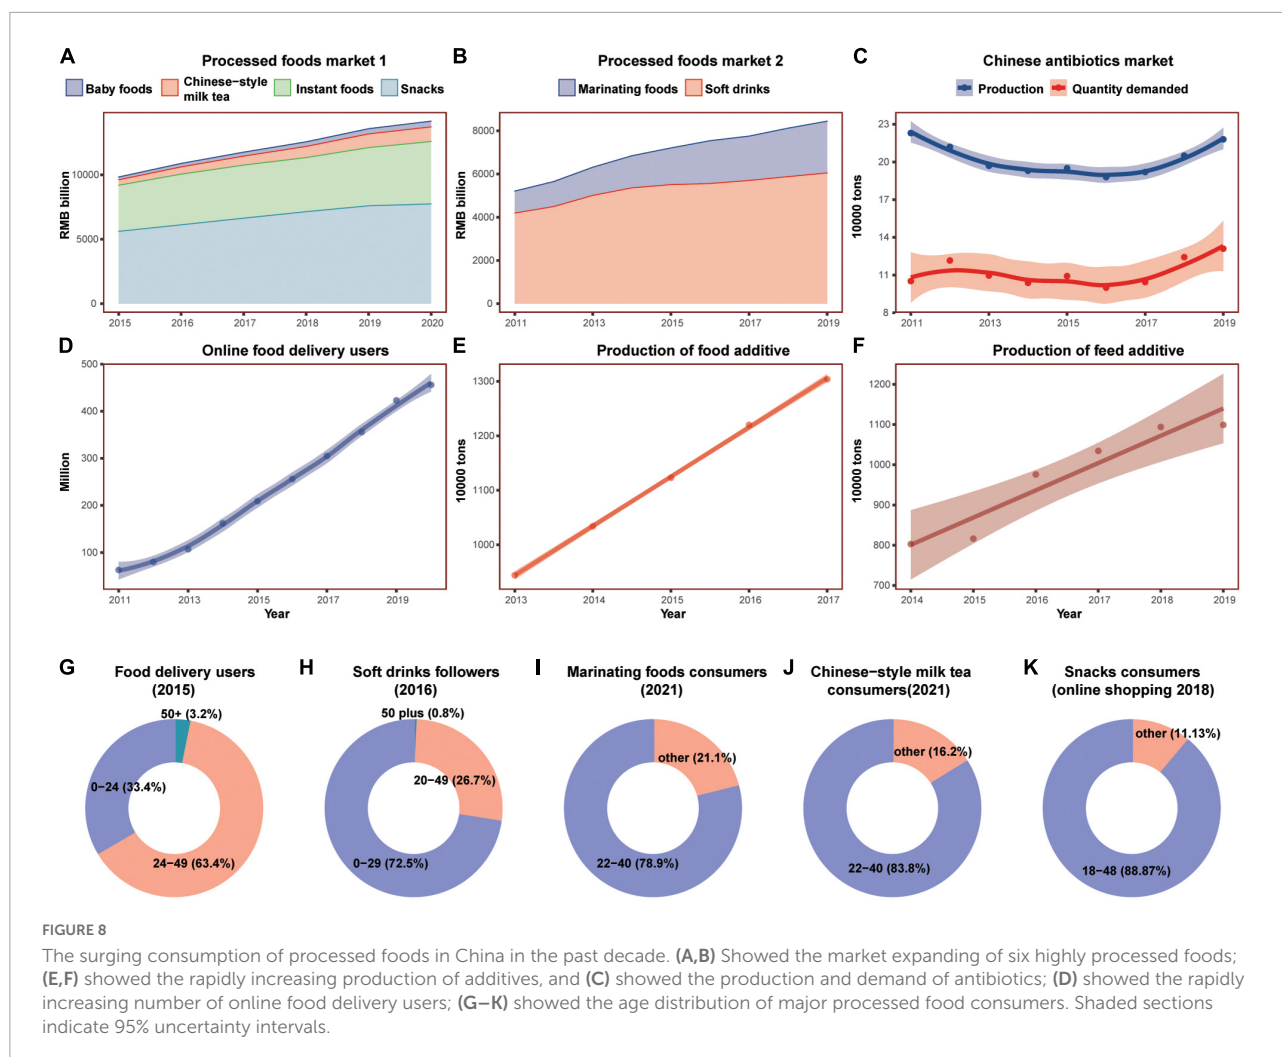 A
Processed foods market 1
Baby foods
Chinese−style
milk tea
Instant foods
Snacks
RMB billion
10000
5000
0
2015 2016 2017 2018 2019 2020
B
Processed foods market 2
Marinating foods
Soft drinks
RMB billion
8000
6000
4000
2000
0
2011 2013 2015 2017 2019
C
Chinese antibiotics market
Production
Quantity demanded
10000 tons
23
20
17
14
11
8
2011 2013 2015 2017 2019
D
Online food delivery users
Million
500
400
300
200
100
2011 2013 2015 2017 2019
Year
E
Production of food additive
10000 tons
1300
1200
1100
1000
2013 2014 2015 2016 2017
Year
F
Production of feed additive
10000 tons
1200
1100
1000
900
800
700
2014 2015 2016 2017 2018 2019
Year
G
Food delivery users
(2015)
50+ (3.2%)
0−24 (33.4%)
24−49 (63.4%)
H
Soft drinks followers
(2016)
50 plus (0.8%)
20−49 (26.7%)
0−29 (72.5%)
I
Marinating foods consumers
(2021)
other (21.1%)
22−40 (78.9%)
J
Chinese−style milk tea
consumers(2021)
other (16.2%)
22−40 (83.8%)
K
Snacks consumers
(online shopping 2018)
other (11.13%)
18−48 (88.87%)
FIGURE 8
The surging consumption of processed foods in China in the past decade. (A,B) Showed the market expanding of six highly processed foods;
(E,F) showed the rapidly increasing production of additives, and (C) showed the production and demand of antibiotics; (D) showed the rapidly
increasing number of online food delivery users; (G–K) showed the age distribution of major processed food consumers. Shaded sections
indicate 95% uncertainty intervals.